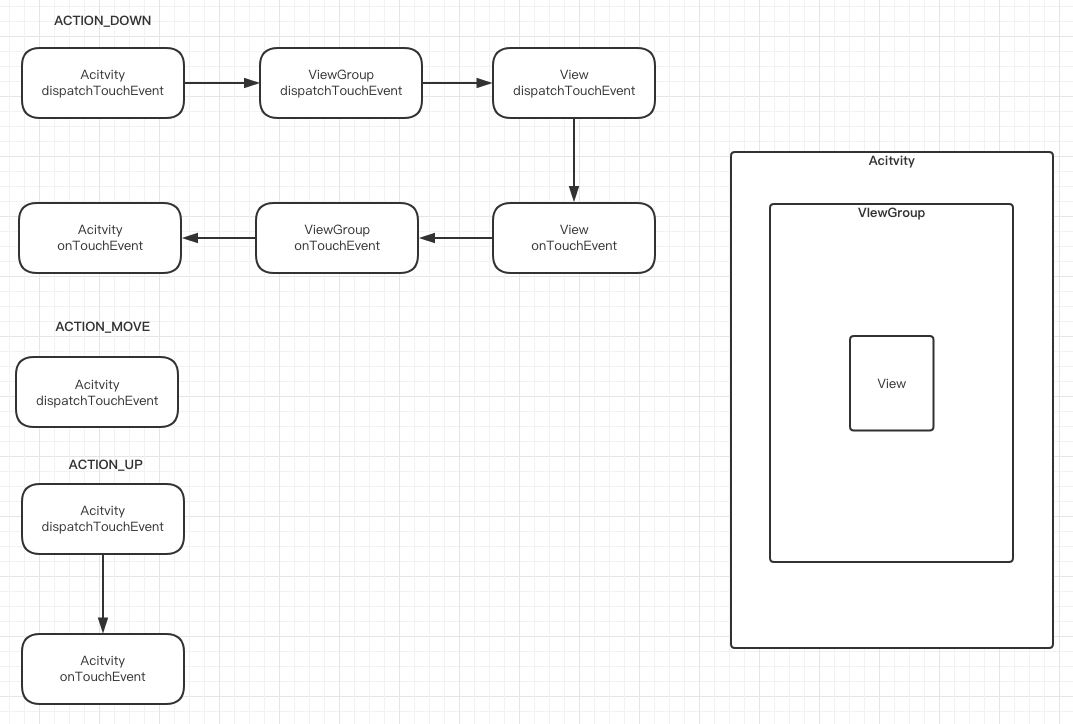 ACTION_DOWN
Acitvity
dispatchTouchEvent
ViewGroup
dispatchTouchEvent
View
dispatchTouchEvent
Acitvity
onTouchEvent
ViewGroup
onTouchEvent
View
onTouchEvent
ACTION_MOVE
Acitvity
dispatchTouchEvent
ACTION_UP
Acitvity
dispatchTouchEvent
Acitvity
onTouchEvent
Acitvity
VIewGroup
View